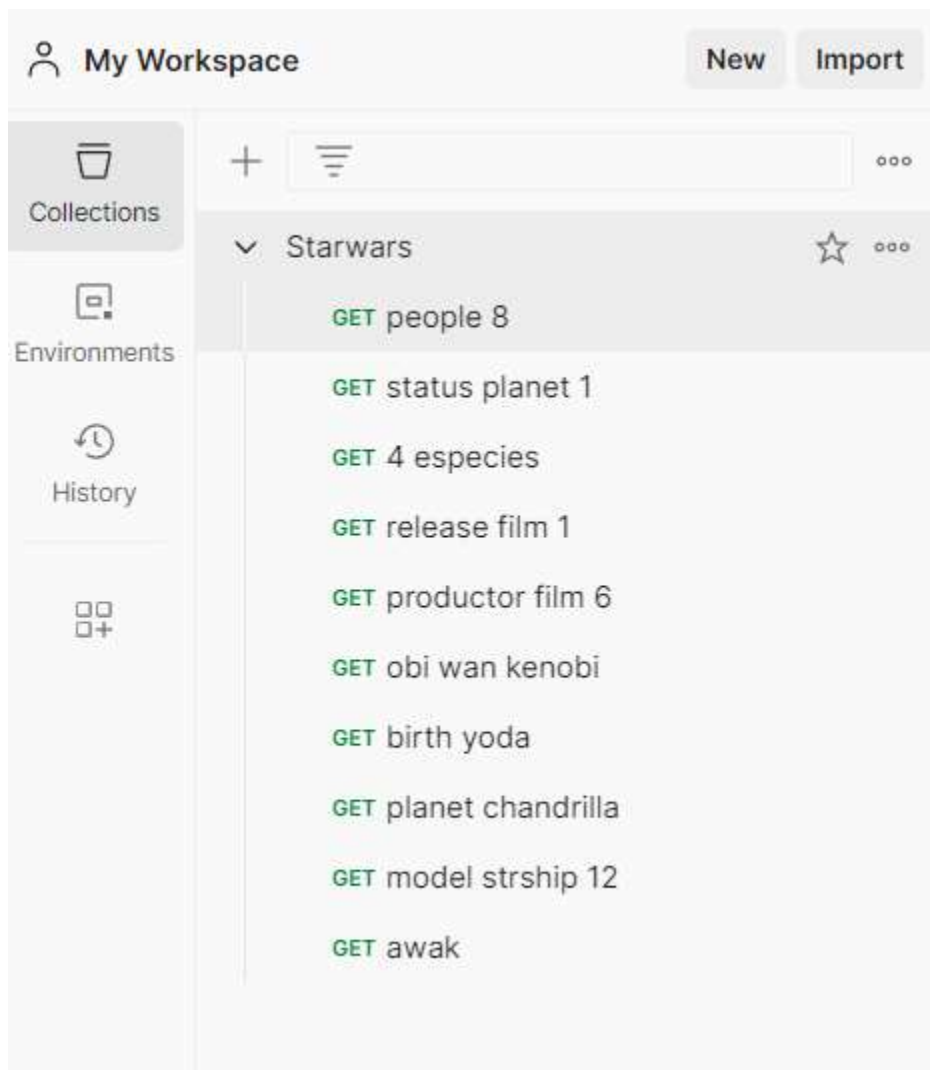 My Workspace New Import
Collections
Environments
History
Starwars
GET people 8
GET status planet 1
GET 4 especies
GET release film 1
GET productor film 6
GET obi wan kenobi
GET birth yoda
GET planet chandrilla
GET model strship 12
GET awak